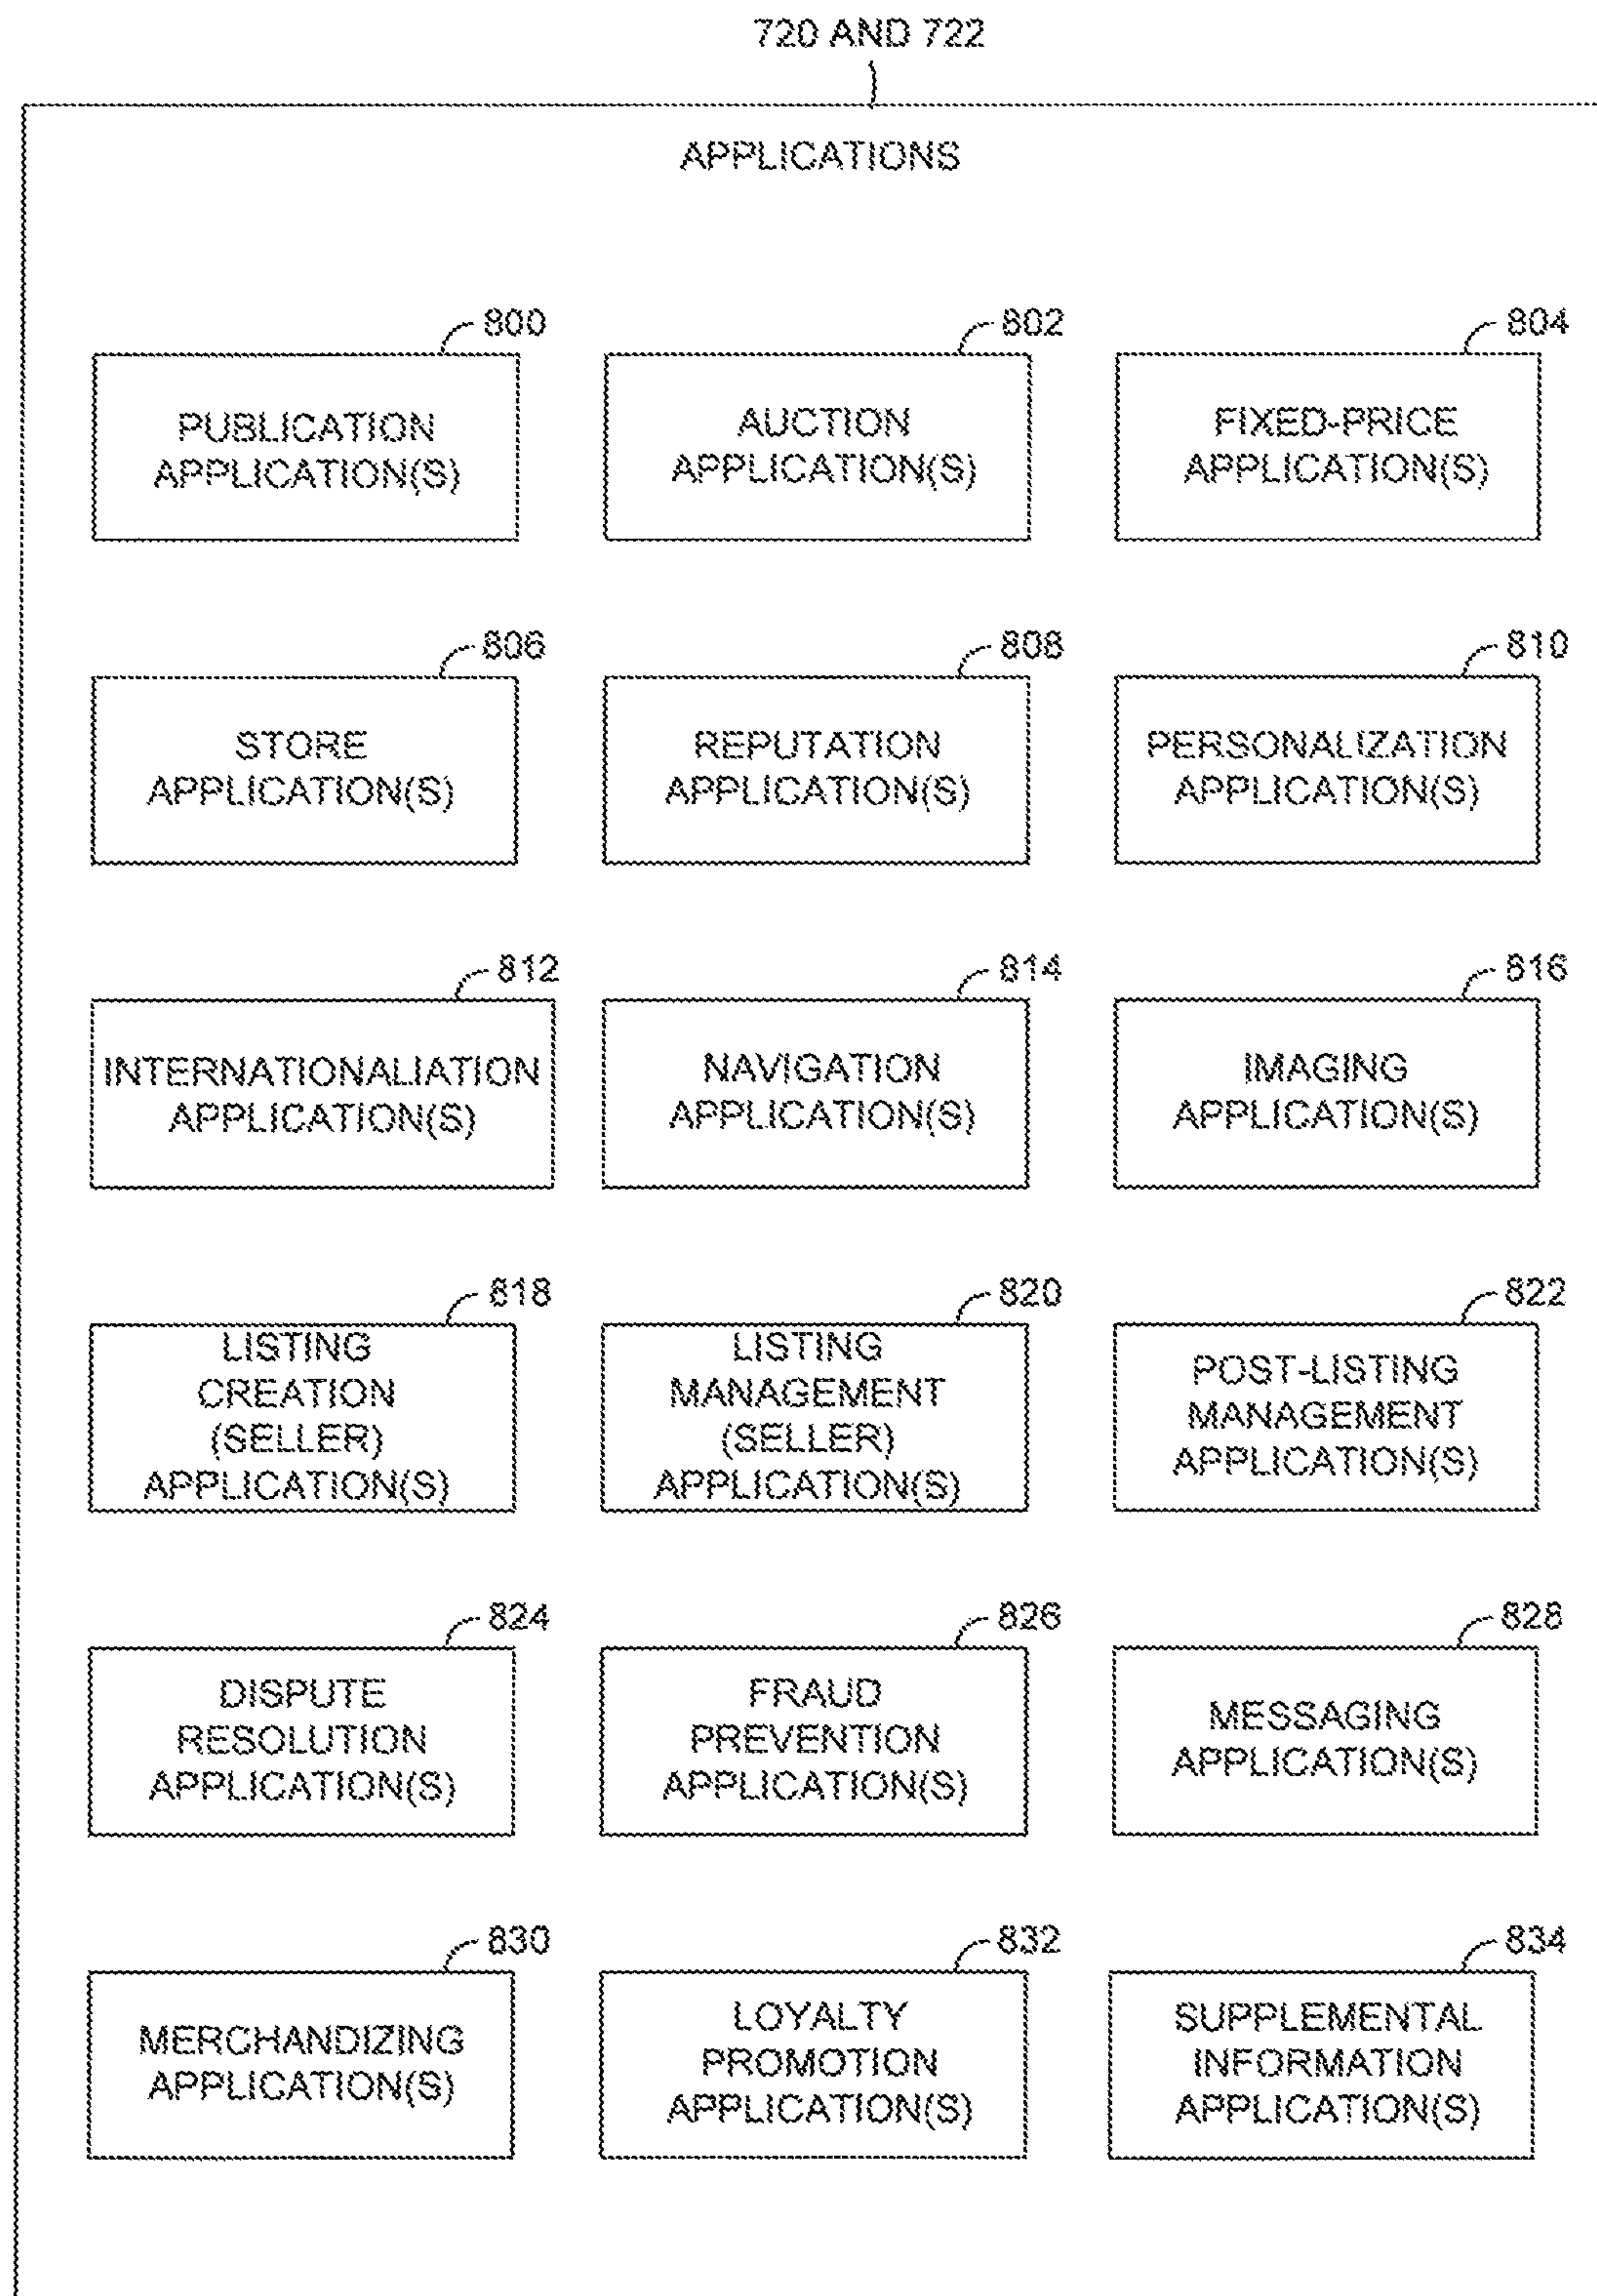 720 AND 722
APPLICATIONS
800
PUBLICATION
APPLICATION(S)
802
AUCTION
APPLICATION(S)
804
FIXED-PRICE
APPLICATION(S)
806
STORE
APPLICATION(S)
808
REPUTATION
APPLICATION(S)
810
PERSONALIZATION
APPLICATION(S)
812
INTERNATIONALIATION
APPLICATION(S)
814
NAVIGATION
APPLICATION(S)
816
IMAGING
APPLICATION(S)
818
LISTING
CREATION
(SELLER)
APPLICATION(S)
820
LISTING
MANAGEMENT
(SELLER)
APPLICATION(S)
822
POST-LISTING
MANAGEMENT
APPLICATION(S)
824
DISPUTE
RESOLUTION
APPLICATION(S)
826
FRAUD
PREVENTION
APPLICATION(S)
828
MESSAGING
APPLICATION(S)
830
MERCHANDIZING
APPLICATION(S)
832
LOYALTY
PROMOTION
APPLICATION(S)
834
SUPPLEMENTAL
INFORMATION
APPLICATION(S)